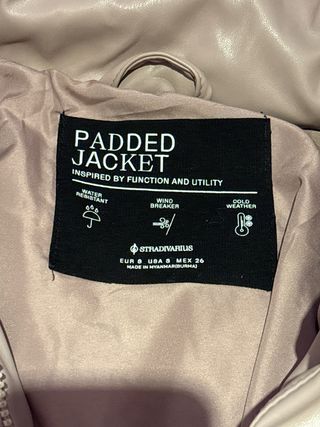 PADDED
JACKET
INSPIRED BY FUNCTION AND UTILITY
WATER
RESISTANT
WIND
BREAKER
COLD
WEATHER
STRADIVARIUS
EUR S USA S MEX 26
MADE IN MYANMAR(BURMA)